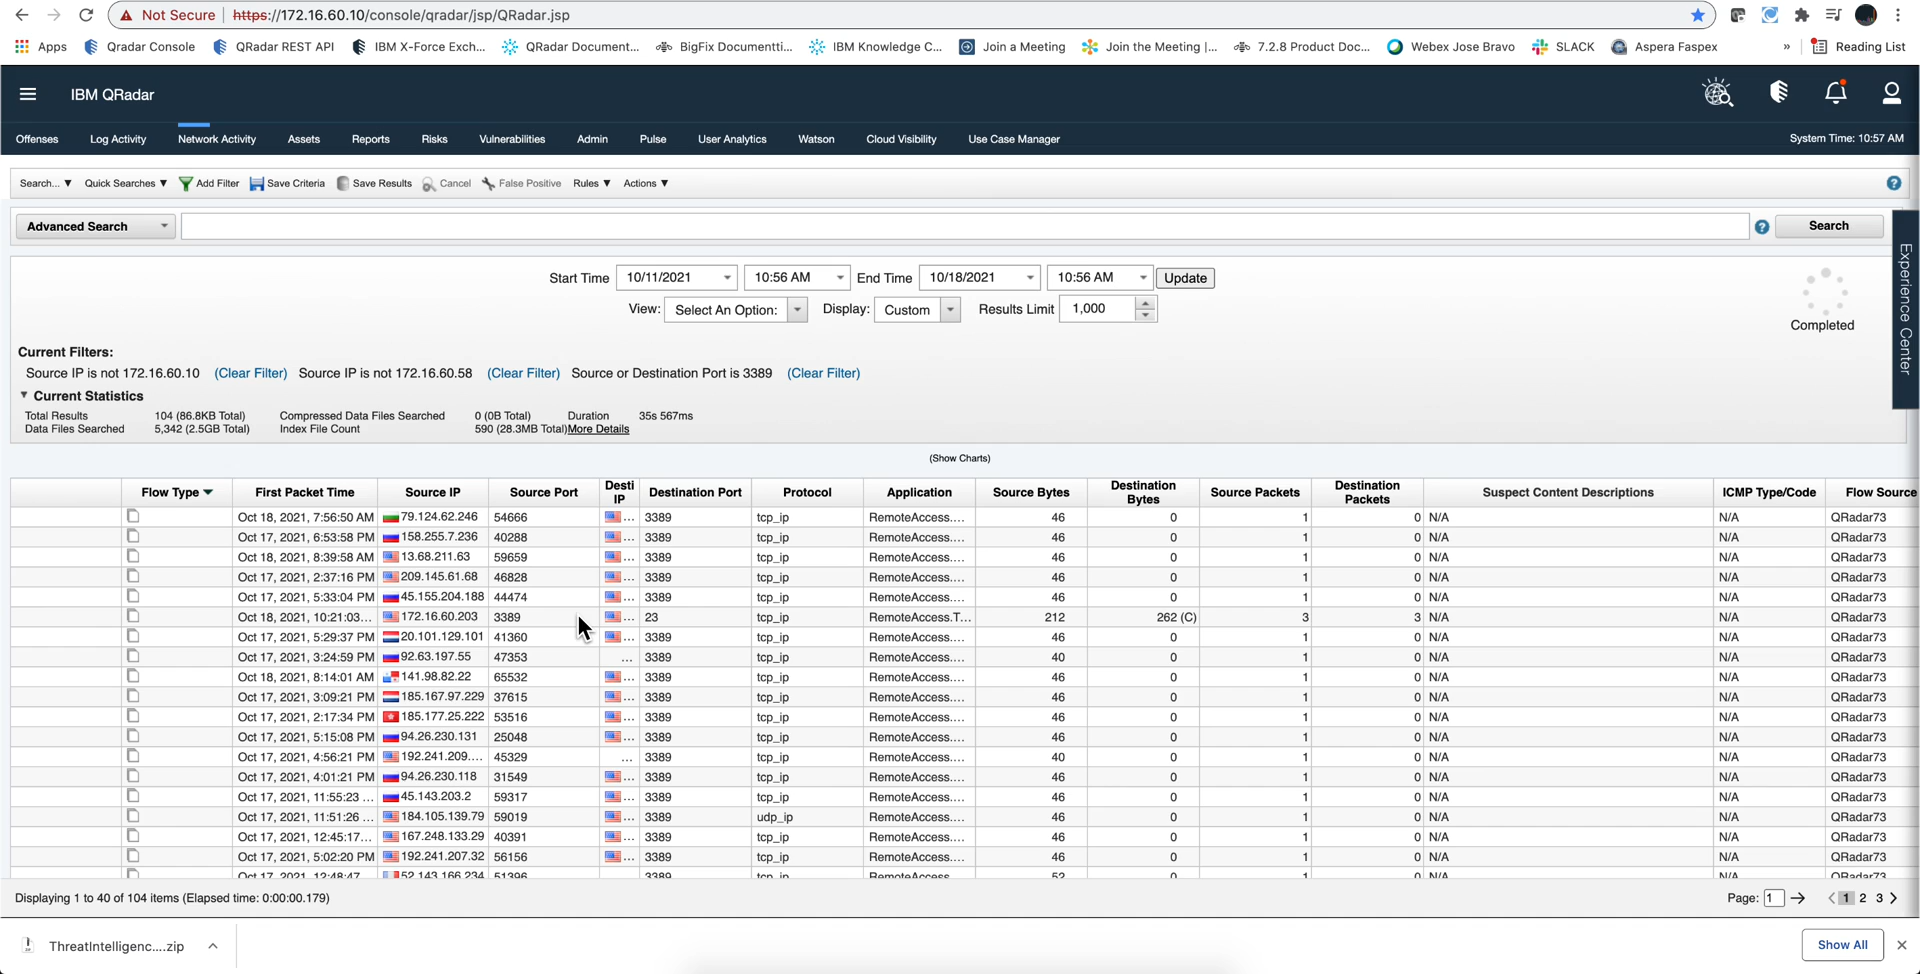 Not Secure | https://172.16.60.10/console/qradar/jsp/QRadar.jsp
Apps Qradar Console QRadar REST API IBM X-Force Exch... QRadar Document... BigFix Documentti... IBM Knowledge C... Join a Meeting Join the Meeting |... 7.2.8 Product Doc... Webex Jose Bravo SLACK Aspera Faspex » Reading List
IBM QRadar
Offenses Log Activity Network Activity Assets Reports Risks Vulnerabilities Admin Pulse User Analytics Watson Cloud Visibility Use Case Manager System Time: 10:57 AM
Search... Quick Searches Add Filter Save Criteria Save Results Cancel False Positive Rules Actions
Advanced Search Search
Experience Center
Start Time 10/11/2021 10:56 AM End Time 10/18/2021 10:56 AM Update
View: Select An Option: Display: Custom Results Limit 1,000
Completed
Current Filters:
Source IP is not 172.16.60.10 (Clear Filter) Source IP is not 172.16.60.58 (Clear Filter) Source or Destination Port is 3389 (Clear Filter)
Current Statistics
Total Results 104 (86.8KB Total) Compressed Data Files Searched 0 (0B Total) Duration 35s 567ms
Data Files Searched 5,342 (2.5GB Total) Index File Count 590 (28.3MB Total) More Details
(Show Charts)
Flow Type First Packet Time Source IP Source Port Desti IP Destination Port Protocol Application Source Bytes Destination Bytes Source Packets Destination Packets Suspect Content Descriptions ICMP Type/Code Flow Source
Oct 18, 2021, 7:56:50 AM 79.124.62.246 54666 ... 3389 tcp_ip RemoteAccess.... 46 0 1 0 N/A N/A QRadar73
Oct 17, 2021, 6:53:58 PM 158.255.7.236 40288 ... 3389 tcp_ip RemoteAccess.... 46 0 1 0 N/A N/A QRadar73
Oct 18, 2021, 8:39:58 AM 13.68.211.63 59659 ... 3389 tcp_ip RemoteAccess.... 46 0 1 0 N/A N/A QRadar73
Oct 17, 2021, 2:37:16 PM 209.145.61.68 46828 ... 3389 tcp_ip RemoteAccess.... 46 0 1 0 N/A N/A QRadar73
Oct 17, 2021, 5:33:04 PM 45.155.204.188 44474 ... 3389 tcp_ip RemoteAccess.... 46 0 1 0 N/A N/A QRadar73
Oct 18, 2021, 10:21:03... 172.16.60.203 3389 ... 23 tcp_ip RemoteAccess.T... 212 262 (C) 3 3 N/A N/A QRadar73
Oct 17, 2021, 5:29:37 PM 20.101.129.101 41360 ... 3389 tcp_ip RemoteAccess.... 46 0 1 0 N/A N/A QRadar73
Oct 17, 2021, 3:24:59 PM 92.63.197.55 47353 ... 3389 tcp_ip RemoteAccess.... 40 0 1 0 N/A N/A QRadar73
Oct 18, 2021, 8:14:01 AM 141.98.82.22 65532 ... 3389 tcp_ip RemoteAccess.... 46 0 1 0 N/A N/A QRadar73
Oct 17, 2021, 3:09:21 PM 185.167.97.229 37615 ... 3389 tcp_ip RemoteAccess.... 46 0 1 0 N/A N/A QRadar73
Oct 17, 2021, 2:17:34 PM 185.177.25.222 53516 ... 3389 tcp_ip RemoteAccess.... 46 0 1 0 N/A N/A QRadar73
Oct 17, 2021, 5:15:08 PM 94.26.230.131 25048 ... 3389 tcp_ip RemoteAccess.... 46 0 1 0 N/A N/A QRadar73
Oct 17, 2021, 4:56:21 PM 192.241.209.... 45329 ... 3389 tcp_ip RemoteAccess.... 40 0 1 0 N/A N/A QRadar73
Oct 17, 2021, 4:01:21 PM 94.26.230.118 31549 ... 3389 tcp_ip RemoteAccess.... 46 0 1 0 N/A N/A QRadar73
Oct 17, 2021, 11:55:23 ... 45.143.203.2 59317 ... 3389 tcp_ip RemoteAccess.... 46 0 1 0 N/A N/A QRadar73
Oct 17, 2021, 11:51:26 ... 184.105.139.79 59019 ... 3389 udp_ip RemoteAccess.... 46 0 1 0 N/A N/A QRadar73
Oct 17, 2021, 12:45:17... 167.248.133.29 40391 ... 3389 tcp_ip RemoteAccess.... 46 0 1 0 N/A N/A QRadar73
Oct 17, 2021, 5:02:20 PM 192.241.207.32 56156 ... 3389 tcp_ip RemoteAccess.... 46 0 1 0 N/A N/A QRadar73
Oct 17, 2021, 12:48:47 52.143.166.234 51396 3389 tcp_ip RemoteAccess 52 0 1 0 N/A N/A QRadar73
Displaying 1 to 40 of 104 items (Elapsed time: 0:00:00.179) Page: 1 1 2 3
ThreatIntelligenc....zip Show All